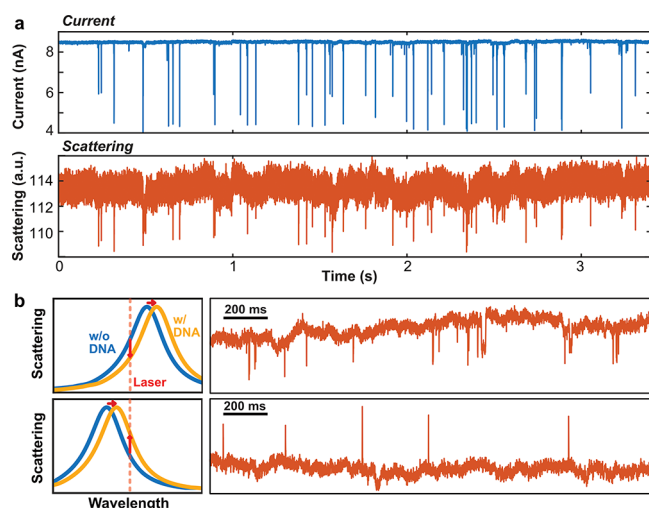 a
Current
Current (nA)
8
6
4
Scattering
Scattering (a.u.)
114
112
110
0
1
2
3
Time (s)
b
Scattering
w/o
DNA
w/
DNA
Laser
200 ms
Scattering
200 ms
Wavelength